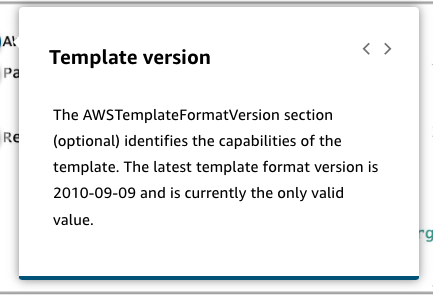 Template version
The AWSTemplateFormatVersion section
(optional) identifies the capabilities of the
template. The latest template format version is
2010-09-09 and is currently the only valid
value.
Pa
Re
rg